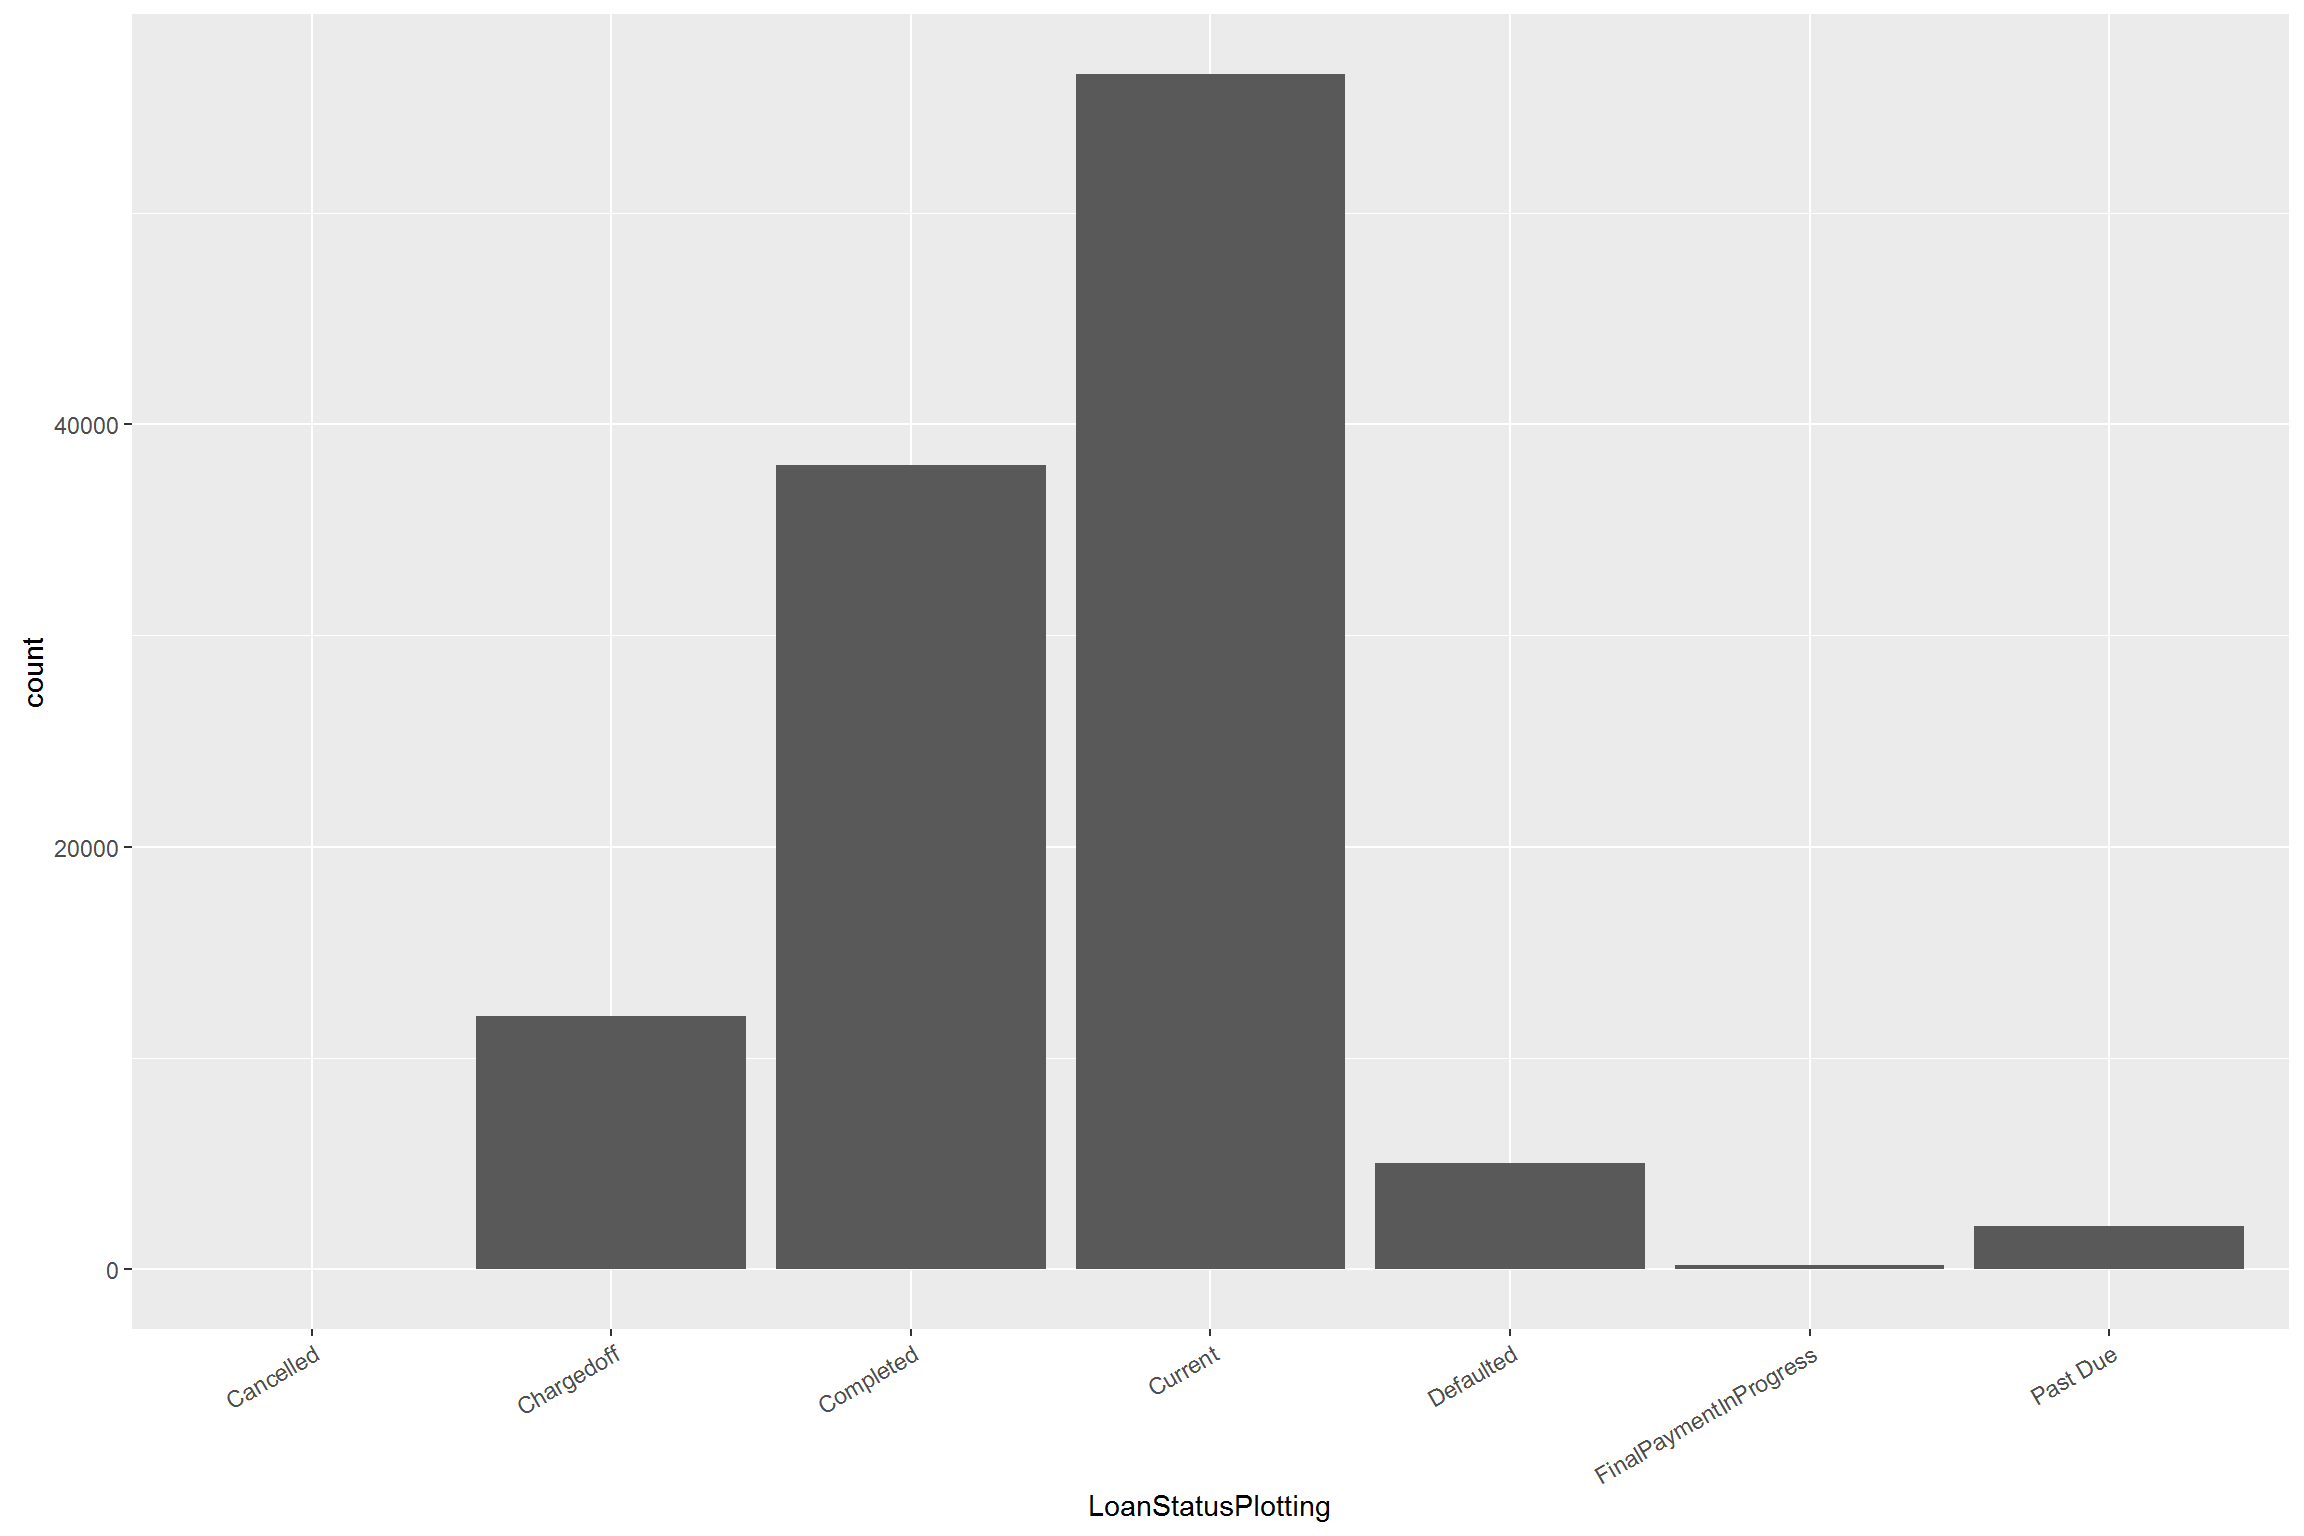 count
40000
20000
0
Cancelled
Chargedoff
Completed
Current
Defaulted
FinalPaymentInProgress
Past Due
LoanStatusPlotting